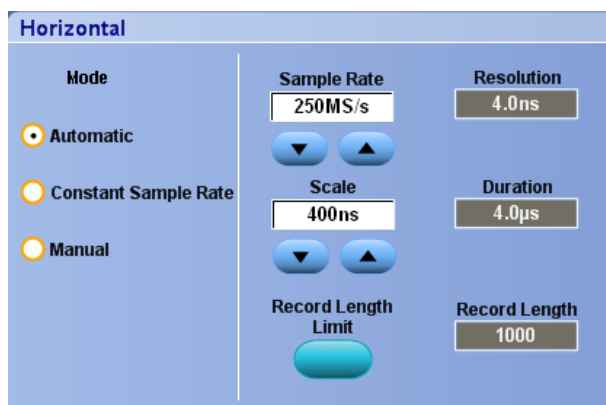 Horizontal
Mode
Automatic
Constant Sample Rate
Manual
Sample Rate
250MS/s
Scale
400ns
Record Length
Limit
Resolution
4.0ns
Duration
4.0µs
Record Length
1000